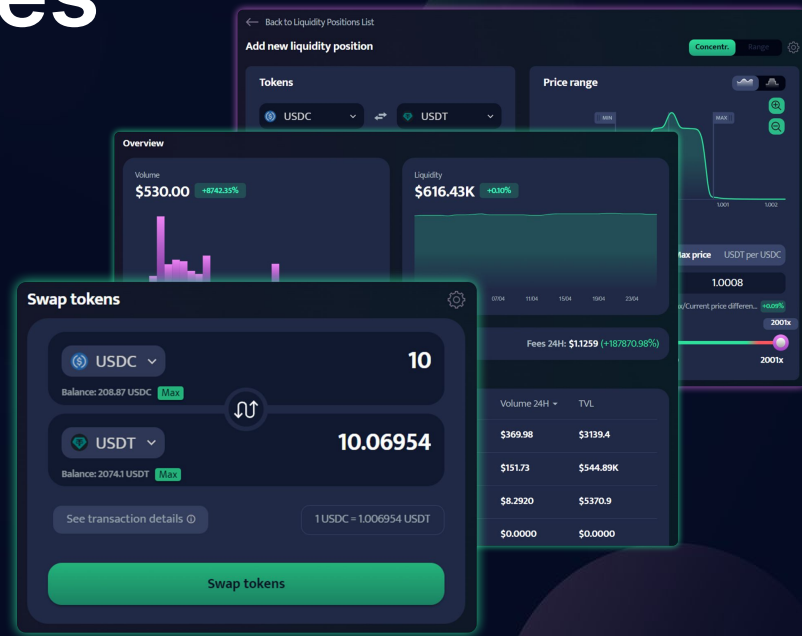 es
Back to Liquidity Positions List
Add new liquidity position
Concentr.
Range
Tokens
USDC
USDT
Price range
MIN
MAX
1.001
1.002
Max price
USDT per USDC
1.0008
x/Current price differen...
+0.09%
2001x
2001x
Overview
Volume
$530.00
+8742.35%
Liquidity
$616.43K
+0.10%
07/04
11/04
15/04
19/04
23/04
Fees 24H: $1.1259 (+187870.98%)
Volume 24H
TVL
$369.98
$3139.4
$151.73
$544.89K
$8.2920
$5370.9
$0.0000
$0.0000
Swap tokens
USDC
10
Balance: 208.87 USDC
Max
USDT
10.06954
Balance: 2074.1 USDT
Max
See transaction details
1 USDC = 1.006954 USDT
Swap tokens